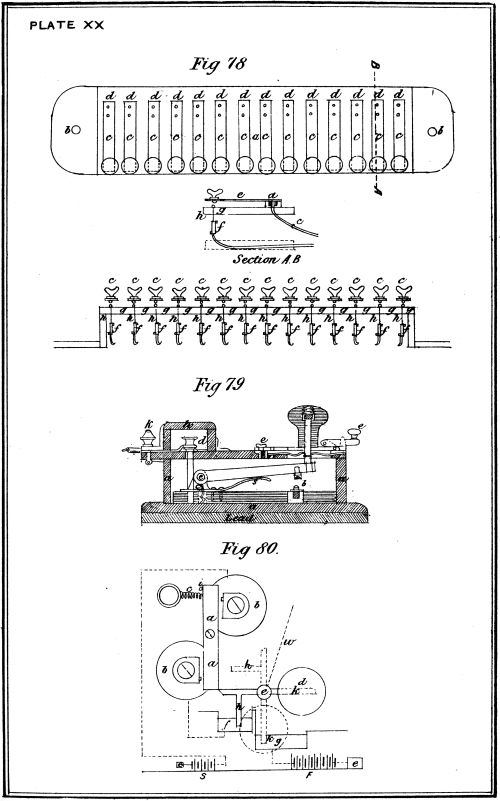 PLATE XX
Fig 78
B
d d d d d d d d d d d d d d
b c c c c c c c a c c c c c c c b
A
e a
h g
f c
Section A.B
c c c c c c c c c c c c c c
g g g g g g g g g g g g g
h h h h h h h h h h h h h h
f f f f f f f f f f f f f f
Fig 79
k d e e
a c g b a
a
Lead
Fig 80.
c
a b
w
b a h d
e k
h
f k g
c e
S F